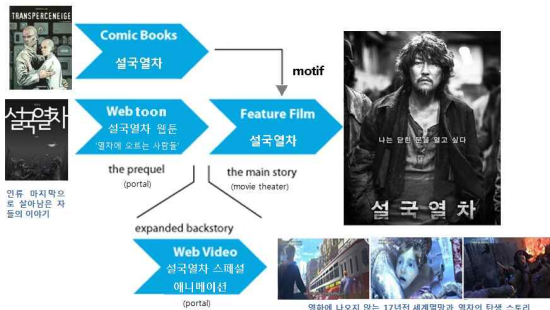 TRANSPERCENEIGE
Comic Books
설국열차
motif
설국열차
Webtoon
설국열차 웹툰
'열차에 오르는 사람들'
Feature Film
설국열차
나는 닫힌 문을 열고 싶다
설국열차
the prequel
(portal)
the main story
(movie theater)
인류 마지막으
로 살아남은 자
들의 이야기
expanded backstory
Web Video
설국열차 스페셜
애니메이션
(portal)
영화에 나오지 않는 17년전 세계멸망과 열차의 탄생 스토리